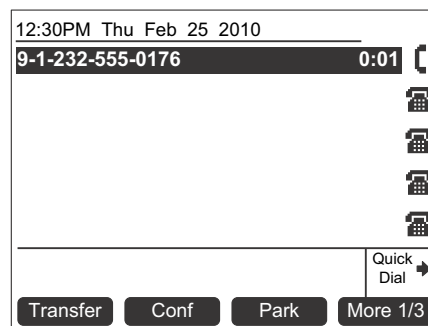 12:30PM Thu Feb 25 2010
9-1-232-555-0176 0:01
Quick
Dial
Transfer Conf Park More 1/3